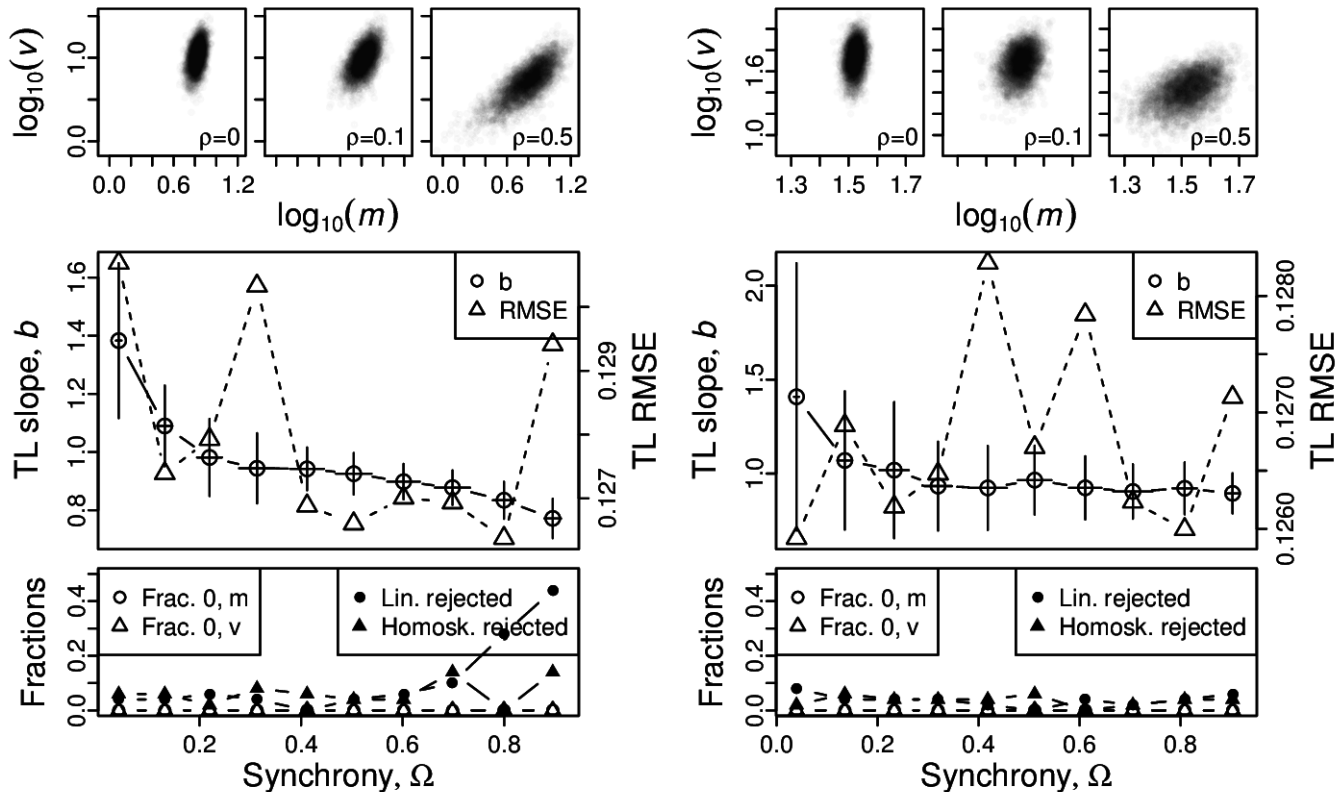 log10(v)
0.0 1.0
ρ=0
ρ=0.1
ρ=0.5
0.0 0.6 1.2
0.0 0.6 1.2
log10(m)
log10(v)
1.0 1.6
ρ=0
ρ=0.1
ρ=0.5
1.3 1.5 1.7
1.3 1.5 1.7
log10(m)
TL slope, b
0.8 1.0 1.2 1.4 1.6
b
RMSE
0.127 0.129
TL RMSE
TL slope, b
1.0 1.5 2.0
b
RMSE
0.1260 0.1270 0.1280
TL RMSE
Fractions
0.0 0.2 0.4
Frac. 0, m
Frac. 0, v
Lin. rejected
Homosk. rejected
0.2 0.4 0.6 0.8
Synchrony, Ω
Fractions
0.0 0.2 0.4
Frac. 0, m
Frac. 0, v
Lin. rejected
Homosk. rejected
0.0 0.2 0.4 0.6 0.8
Synchrony, Ω